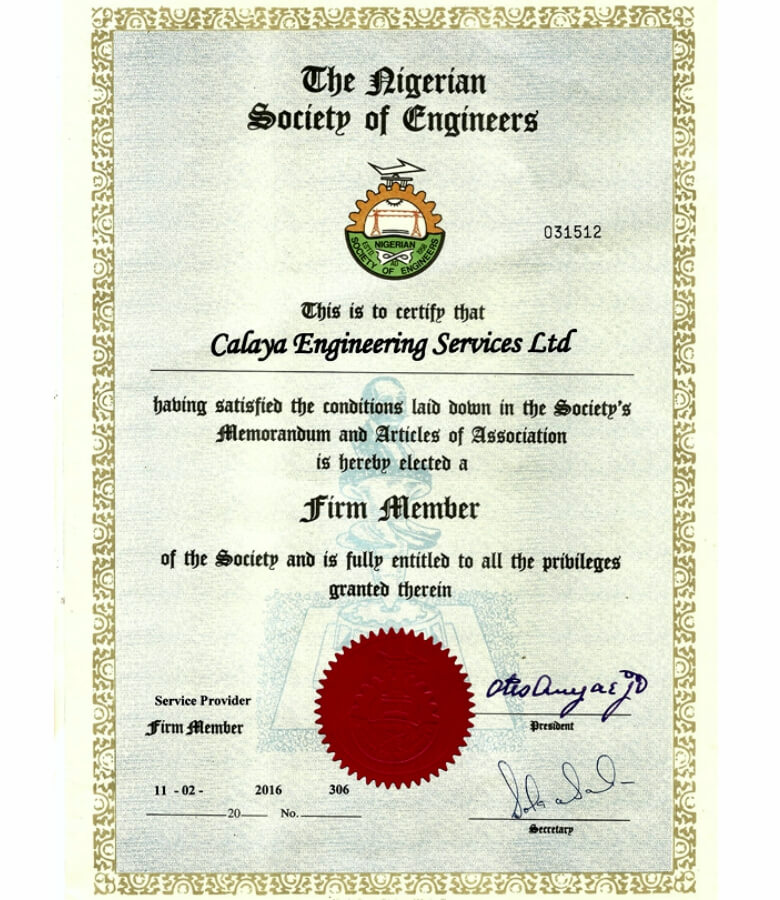 The Nigerian
Society of Engineers
NIGERIAN
SOCIETY OF ENGINEERS
ESTD.
AD
1958
031512
This is to certify that
Calaya Engineering Services Ltd
having satisfied the conditions laid down in the Society's
Memorandum and Articles of Association
is hereby elected a
Firm Member
of the Society and is fully entitled to all the privileges
granted therein
Service Provider
Firm Member
President
11 - 02 - 2016 306
20 No.
Secretary